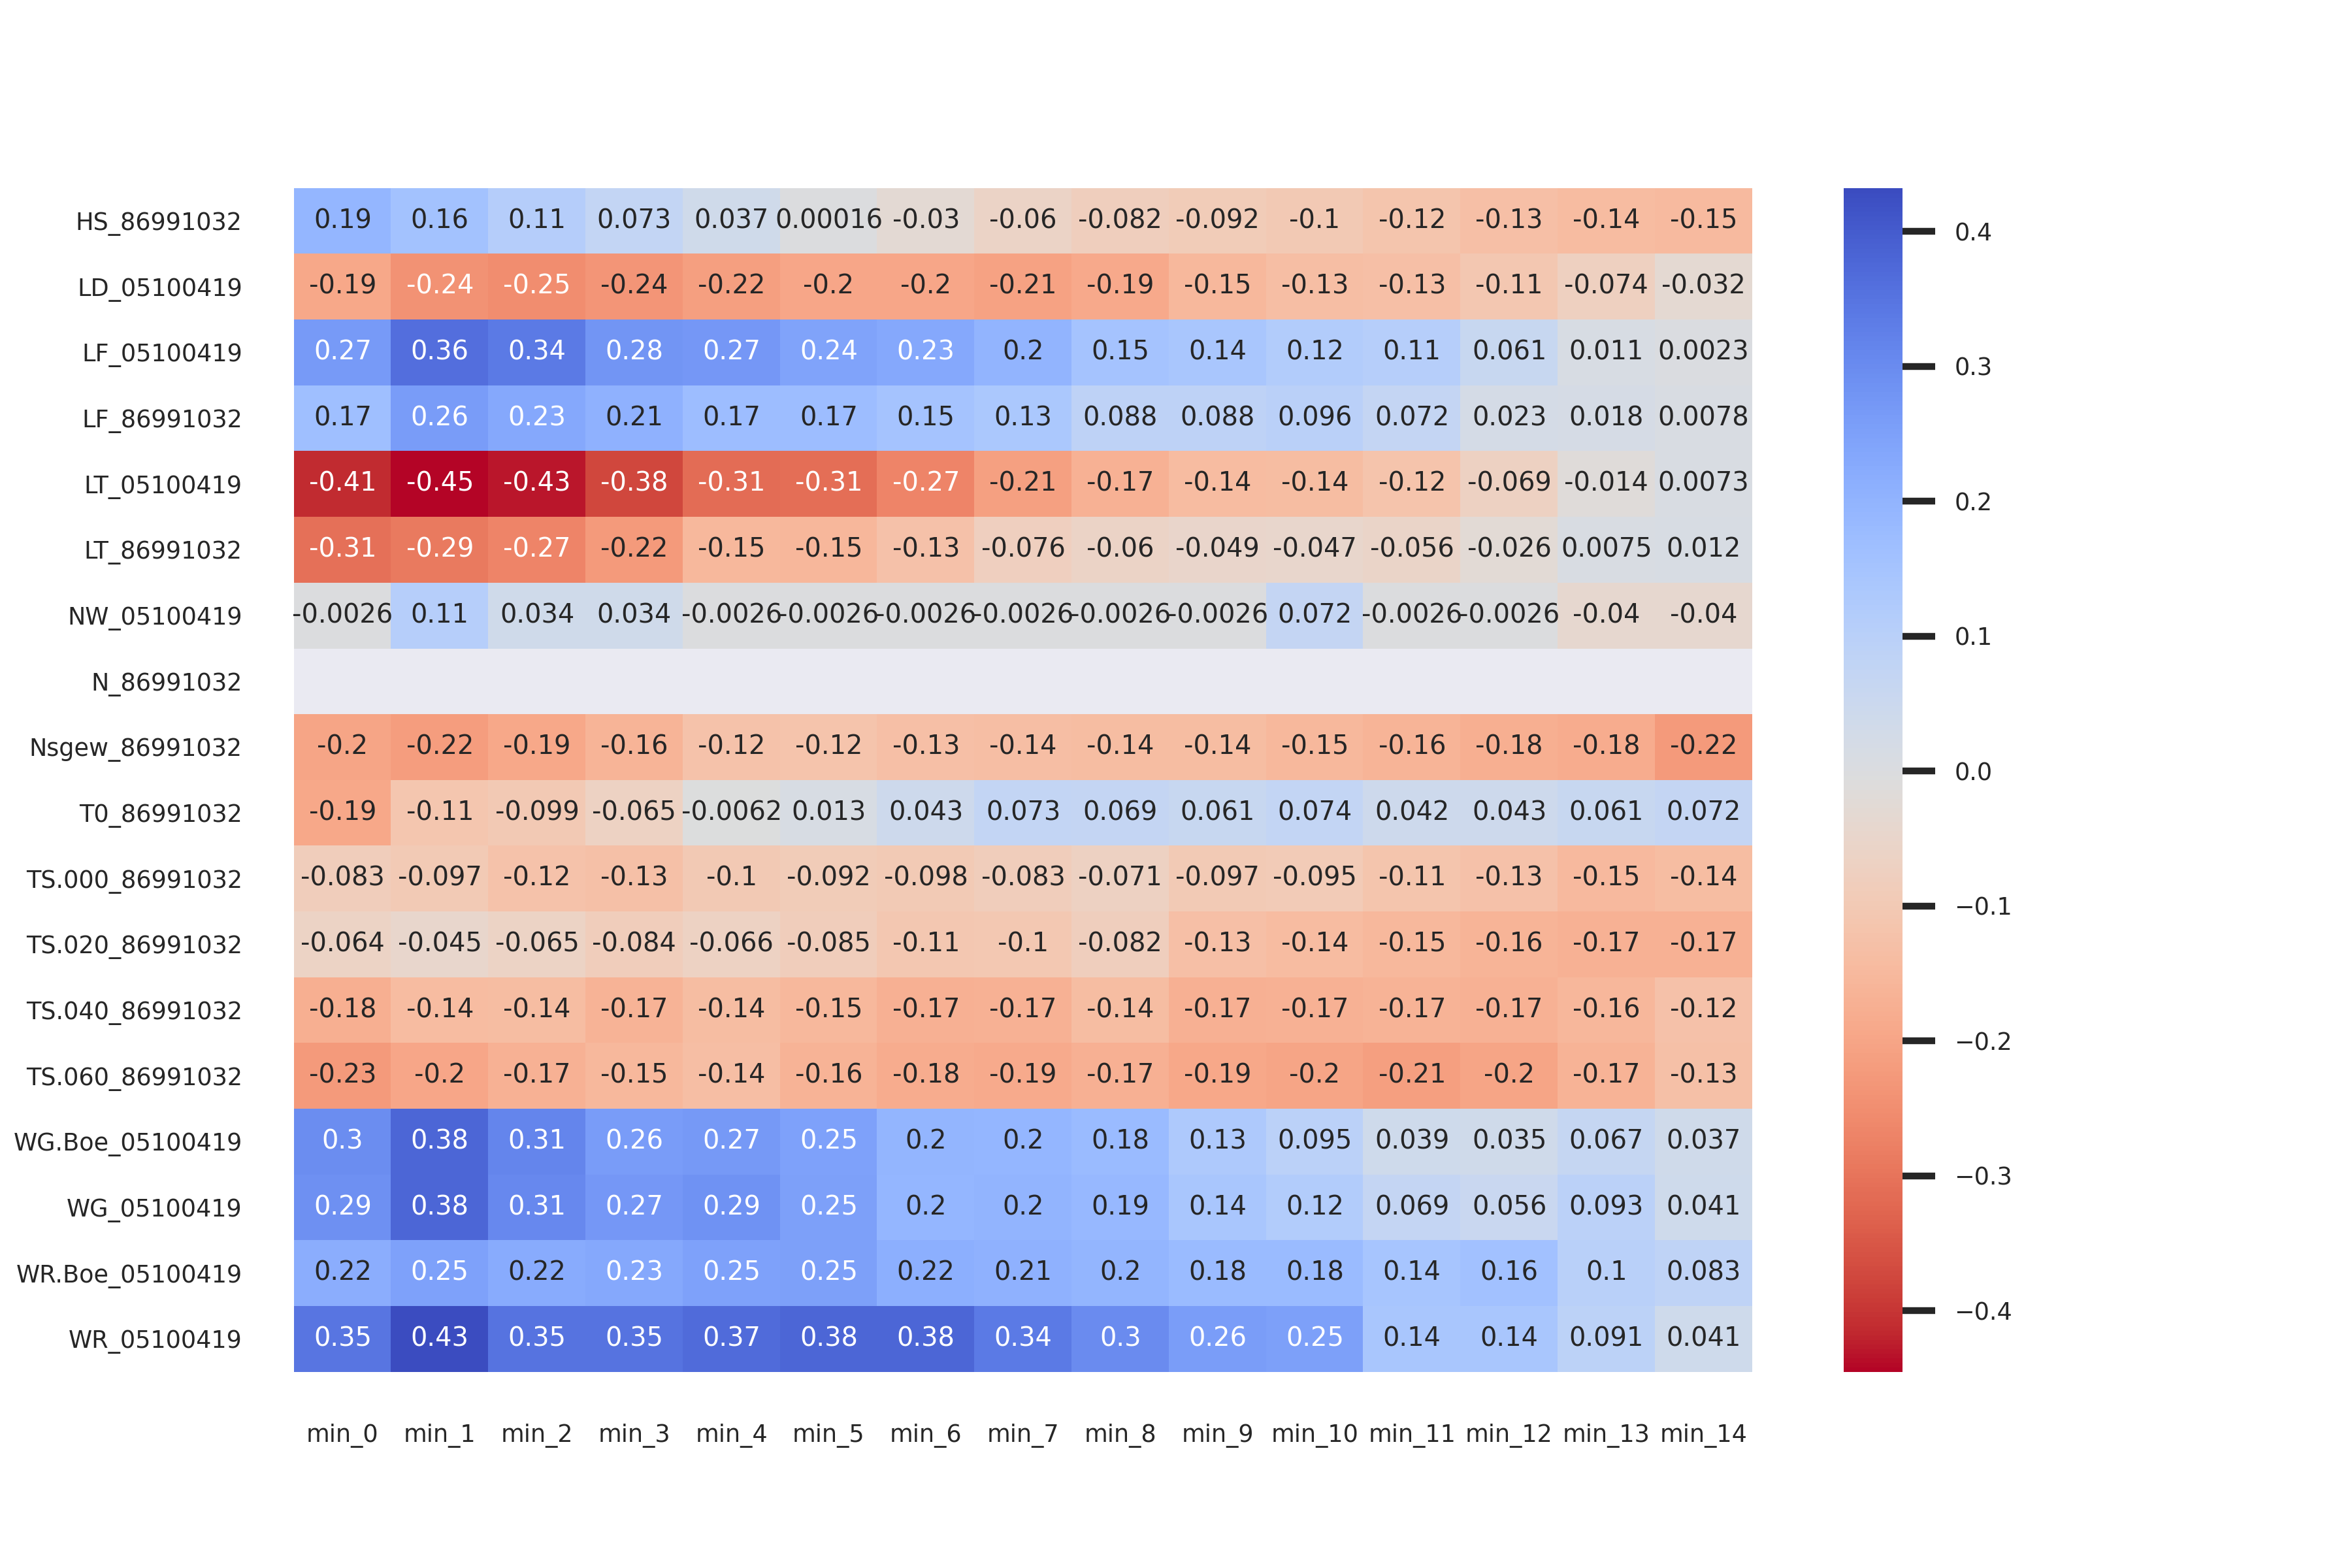 HS_86991032 0.19 0.16 0.11 0.073 0.037 0.00016 -0.03 -0.06 -0.082 -0.092 -0.1 -0.12 -0.13 -0.14 -0.15
0.4
LD_05100419 -0.19 -0.24 -0.25 -0.24 -0.22 -0.2 -0.2 -0.21 -0.19 -0.15 -0.13 -0.13 -0.11 -0.074 -0.032
LF_05100419 0.27 0.36 0.34 0.28 0.27 0.24 0.23 0.2 0.15 0.14 0.12 0.11 0.061 0.011 0.0023
0.3
LF_86991032 0.17 0.26 0.23 0.21 0.17 0.17 0.15 0.13 0.088 0.088 0.096 0.072 0.023 0.018 0.0078
LT_05100419 -0.41 -0.45 -0.43 -0.38 -0.31 -0.31 -0.27 -0.21 -0.17 -0.14 -0.14 -0.12 -0.069 -0.014 0.0073
0.2
LT_86991032 -0.31 -0.29 -0.27 -0.22 -0.15 -0.15 -0.13 -0.076 -0.06 -0.049 -0.047 -0.056 -0.026 0.0075 0.012
NW_05100419 -0.0026 0.11 0.034 0.034 -0.0026 -0.0026 -0.0026 -0.0026 -0.0026 -0.0026 0.072 -0.0026 -0.0026 -0.04 -0.04
0.1
N_86991032
Nsgew_86991032 -0.2 -0.22 -0.19 -0.16 -0.12 -0.12 -0.13 -0.14 -0.14 -0.14 -0.15 -0.16 -0.18 -0.18 -0.22
0.0
T0_86991032 -0.19 -0.11 -0.099 -0.065 -0.0062 0.013 0.043 0.073 0.069 0.061 0.074 0.042 0.043 0.061 0.072
TS.000_86991032 -0.083 -0.097 -0.12 -0.13 -0.1 -0.092 -0.098 -0.083 -0.071 -0.097 -0.095 -0.11 -0.13 -0.15 -0.14
−0.1
TS.020_86991032 -0.064 -0.045 -0.065 -0.084 -0.066 -0.085 -0.11 -0.1 -0.082 -0.13 -0.14 -0.15 -0.16 -0.17 -0.17
TS.040_86991032 -0.18 -0.14 -0.14 -0.17 -0.14 -0.15 -0.17 -0.17 -0.14 -0.17 -0.17 -0.17 -0.17 -0.16 -0.12
−0.2
TS.060_86991032 -0.23 -0.2 -0.17 -0.15 -0.14 -0.16 -0.18 -0.19 -0.17 -0.19 -0.2 -0.21 -0.2 -0.17 -0.13
WG.Boe_05100419 0.3 0.38 0.31 0.26 0.27 0.25 0.2 0.2 0.18 0.13 0.095 0.039 0.035 0.067 0.037
−0.3
WG_05100419 0.29 0.38 0.31 0.27 0.29 0.25 0.2 0.2 0.19 0.14 0.12 0.069 0.056 0.093 0.041
WR.Boe_05100419 0.22 0.25 0.22 0.23 0.25 0.25 0.22 0.21 0.2 0.18 0.18 0.14 0.16 0.1 0.083
−0.4
WR_05100419 0.35 0.43 0.35 0.35 0.37 0.38 0.38 0.34 0.3 0.26 0.25 0.14 0.14 0.091 0.041
min_0 min_1 min_2 min_3 min_4 min_5 min_6 min_7 min_8 min_9 min_10 min_11 min_12 min_13 min_14